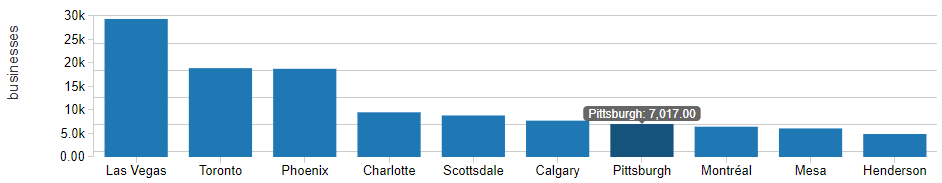 businesses
30k
25k
20k
15k
10k
5.0k
0.00
Pittsburgh: 7,017.00
Las Vegas Toronto Phoenix Charlotte Scottsdale Calgary Pittsburgh Montréal Mesa Henderson